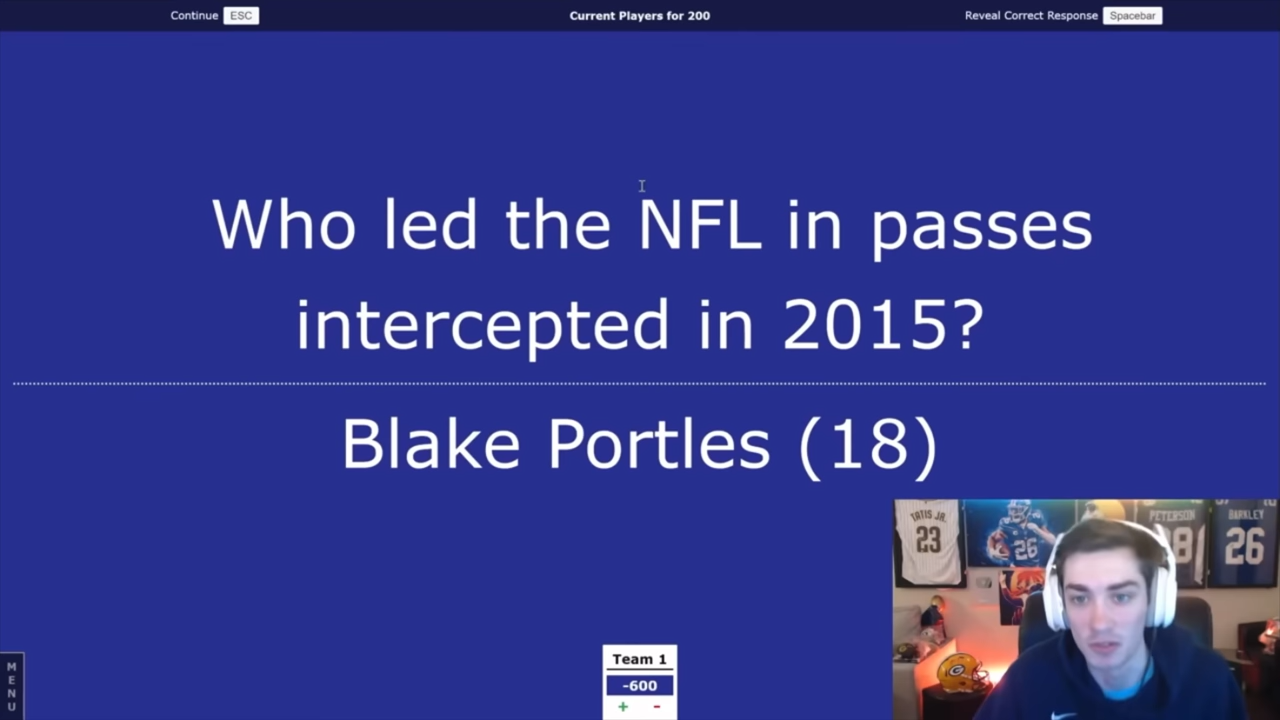 Continue ESC
Current Players for 200
Reveal Correct Response Spacebar
Who led the NFL in passes
intercepted in 2015?
Blake Portles (18)
TATIS JR.
23
26
PETERSON
BARKLEY
26
G
Team 1
-600
+ -
MENU